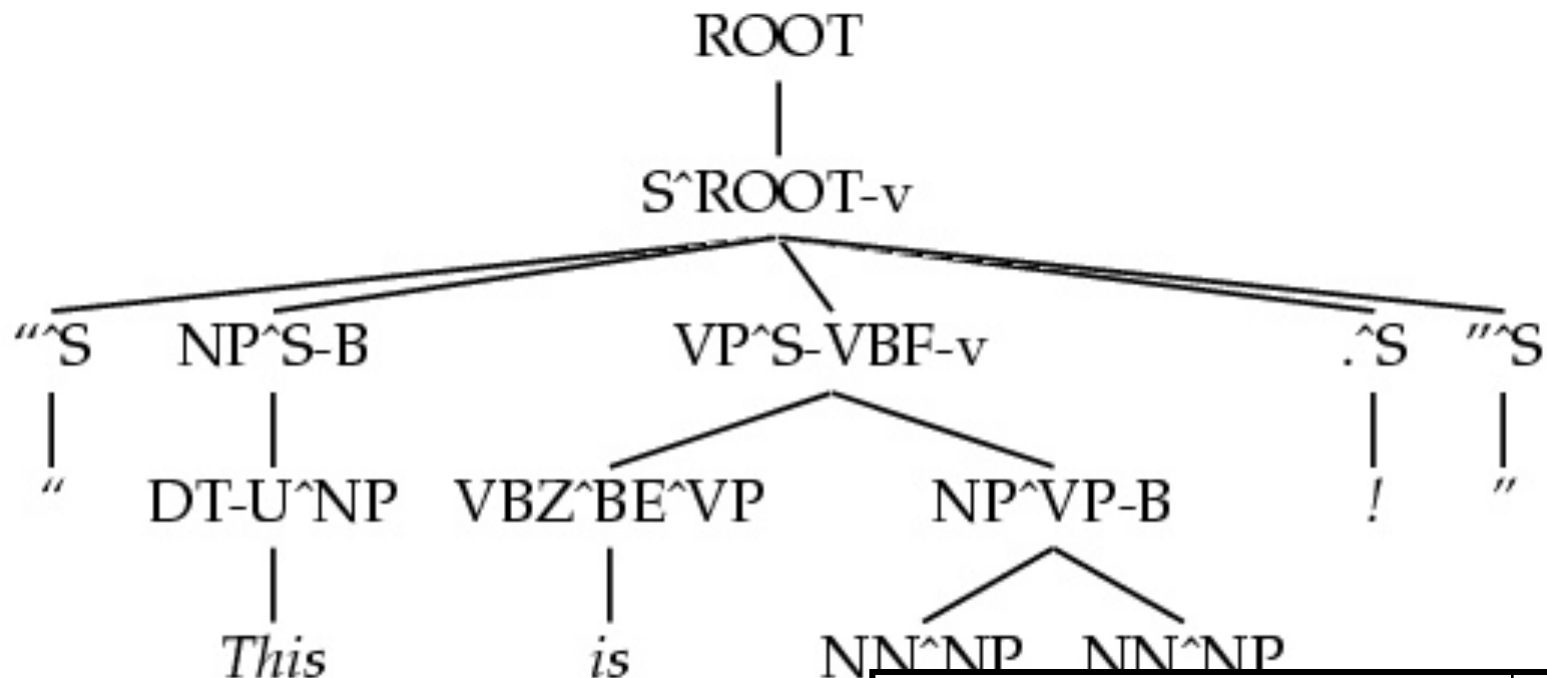 ROOT
S^ROOT-v
“^S NP^S-B VP^S-VBF-v .^S ”^S
“ DT-U^NP VBZ^BE^VP NP^VP-B ! ”
This is NN^NP NN^NP